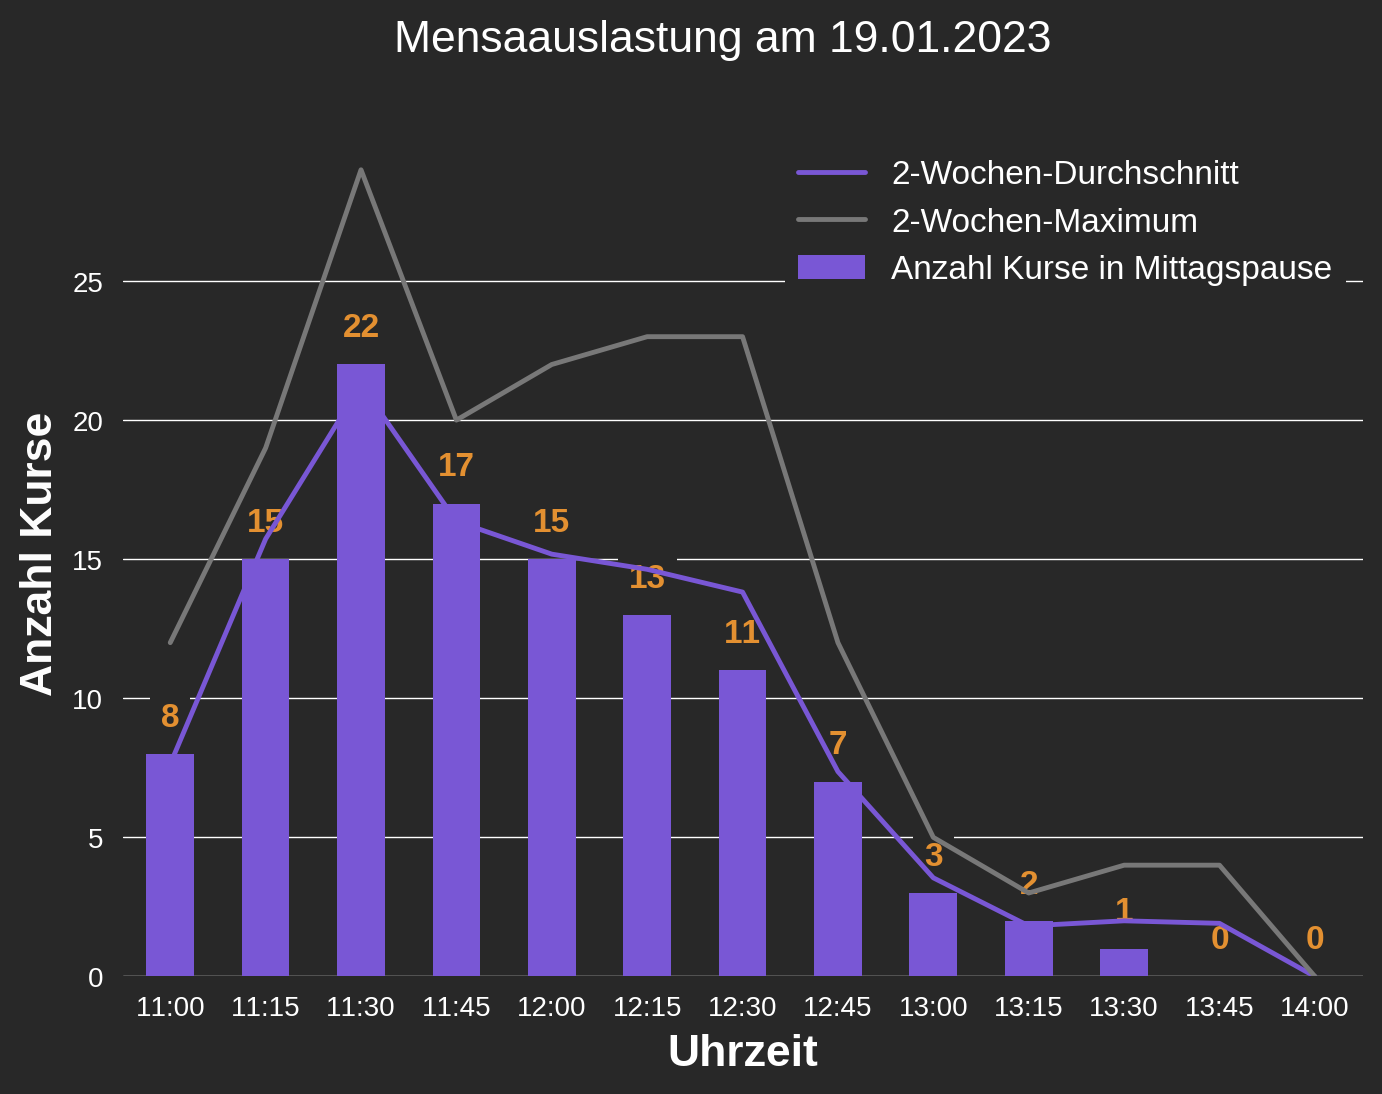 Mensaauslastung am 19.01.2023
2-Wochen-Durchschnitt
2-Wochen-Maximum
Anzahl Kurse in Mittagspause
Anzahl Kurse
25
20
15
10
5
0
8
15
22
17
15
13
11
7
3
2
1
0
0
11:00 11:15 11:30 11:45 12:00 12:15 12:30 12:45 13:00 13:15 13:30 13:45 14:00
Uhrzeit